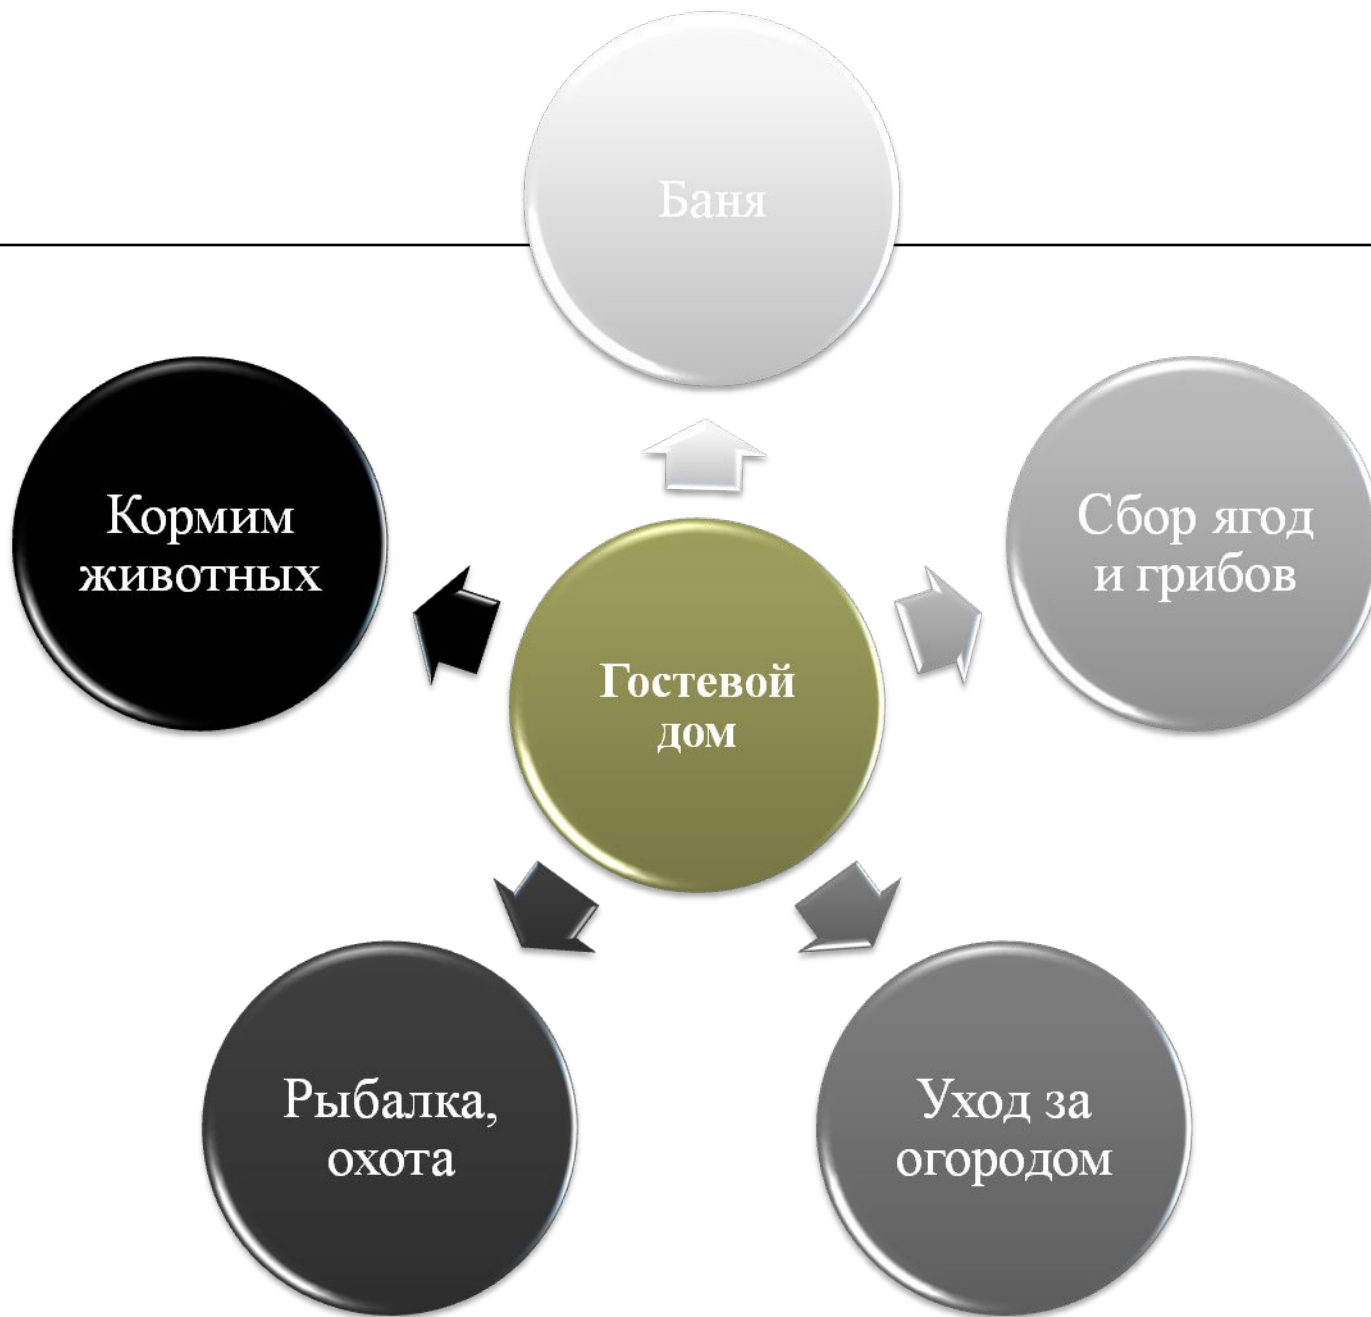 Баня
Кормим
животных
Сбор ягод
и грибов
Гостевой
дом
Рыбалка,
охота
Уход за
огородом